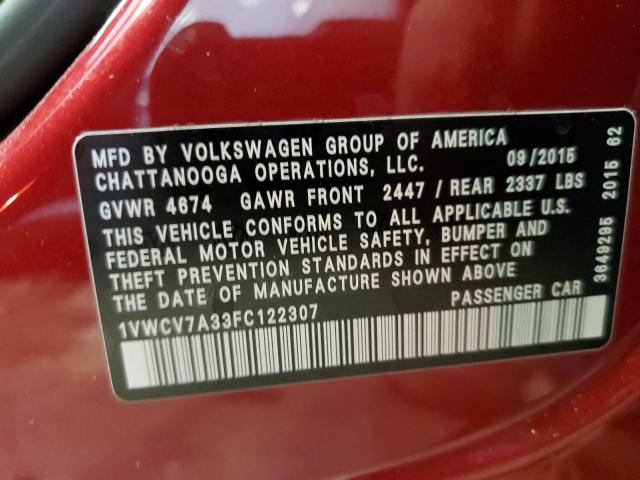 MFD BY VOLKSWAGEN GROUP OF AMERICA
CHATTANOOGA OPERATIONS, LLC. 09/2015
GVWR 4674 GAWR FRONT 2447 / REAR 2337 LBS
THIS VEHICLE CONFORMS TO ALL APPLICABLE U.S.
FEDERAL MOTOR VEHICLE SAFETY, BUMPER AND
THEFT PREVENTION STANDARDS IN EFFECT ON
THE DATE OF MANUFACTURE SHOWN ABOVE
1VWCV7A33FC122307 PASSENGER CAR
3649295 2015 62